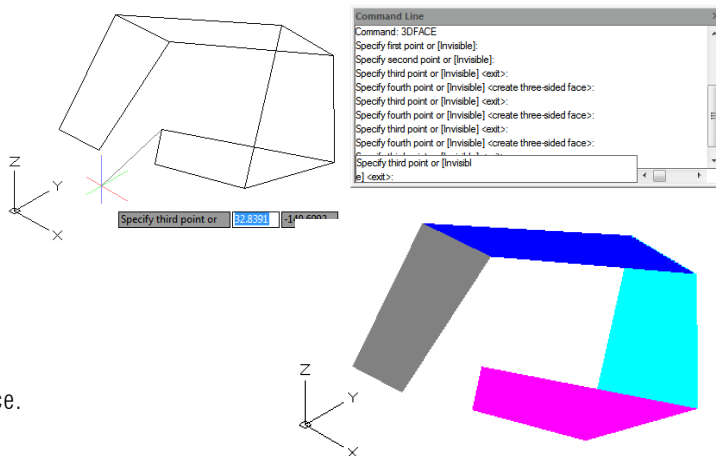 Command Line
Command: 3DFACE
Specify first point or [Invisible]:
Specify second point or [Invisible]:
Specify third point or [Invisible] <exit>:
Specify fourth point or [Invisible] <create three-sided face>:
Specify third point or [Invisible] <exit>:
Specify fourth point or [Invisible] <create three-sided face>:
Specify third point or [Invisible] <exit>:
Specify fourth point or [Invisible] <create three-sided face>:
Specify third point or [Invisibl
e] <exit>:
Z
Y
X
Specify third point or 32.8391
Z
Y
X
ce.